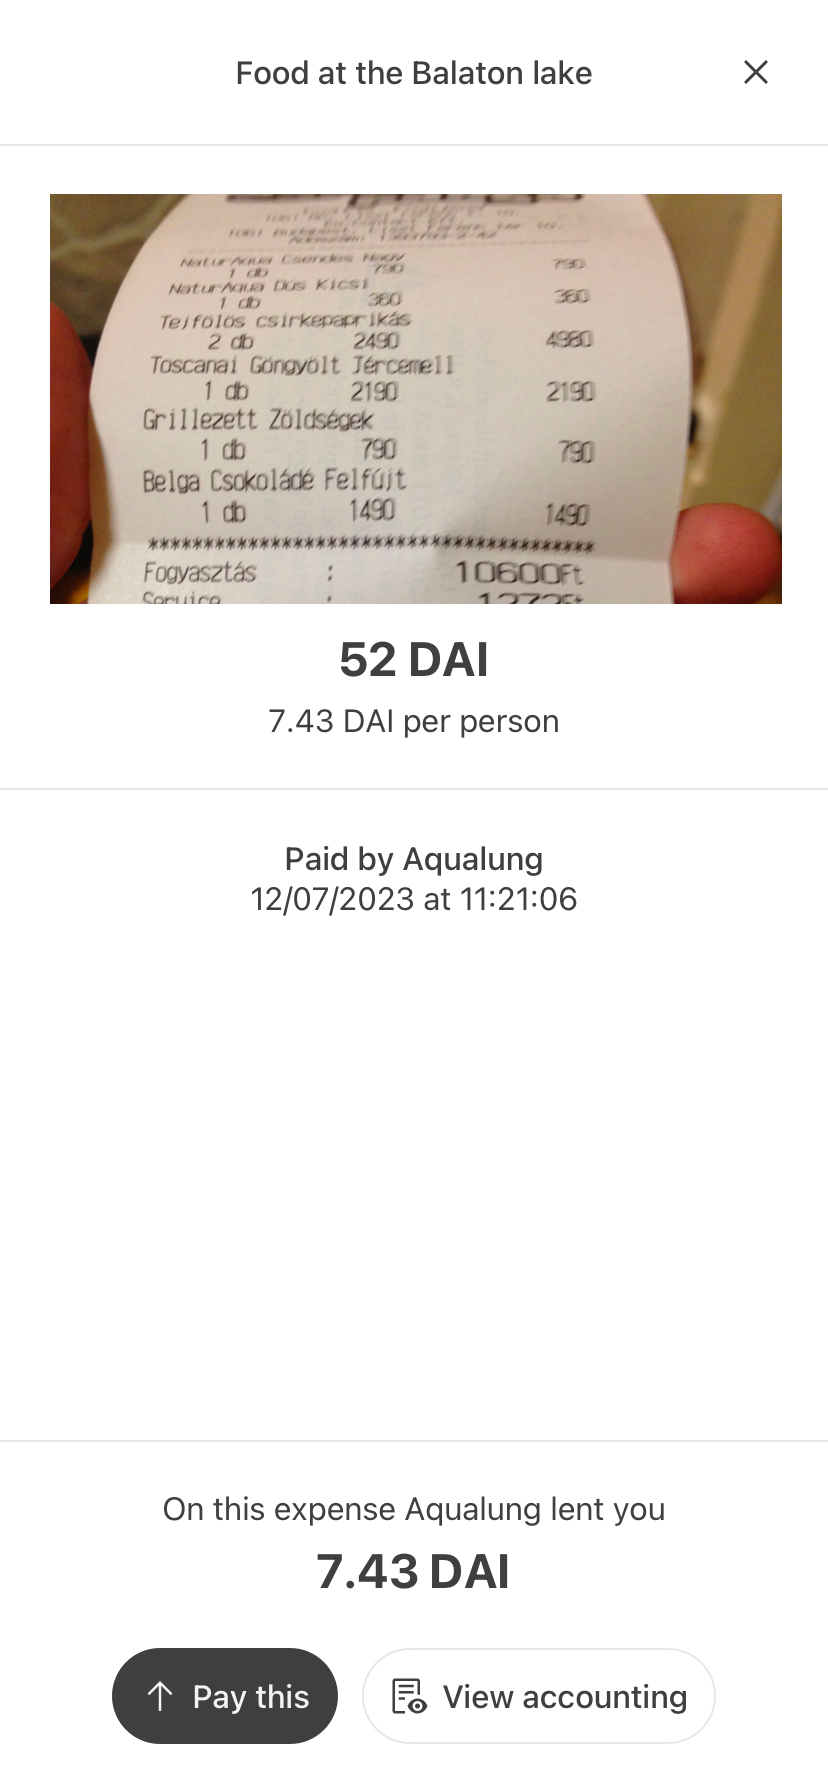 Food at the Balaton lake
NaturAqua Csendes Nagy
1 db 790 790
NaturAqua Dús Kicsi
1 db 360 360
Tejfölös csirkepaprikás
2 db 2490 4980
Toscanai Göngyölt Jércemell
1 db 2190 2190
Grillezett Zöldségek
1 db 790 790
Belga Csokoládé Felfújt
1 db 1490 1490
****************************************
Fogyasztás : 10600Ft
Service : 1272Ft
52 DAI
7.43 DAI per person
Paid by Aqualung
12/07/2023 at 11:21:06
On this expense Aqualung lent you
7.43 DAI
Pay this
View accounting